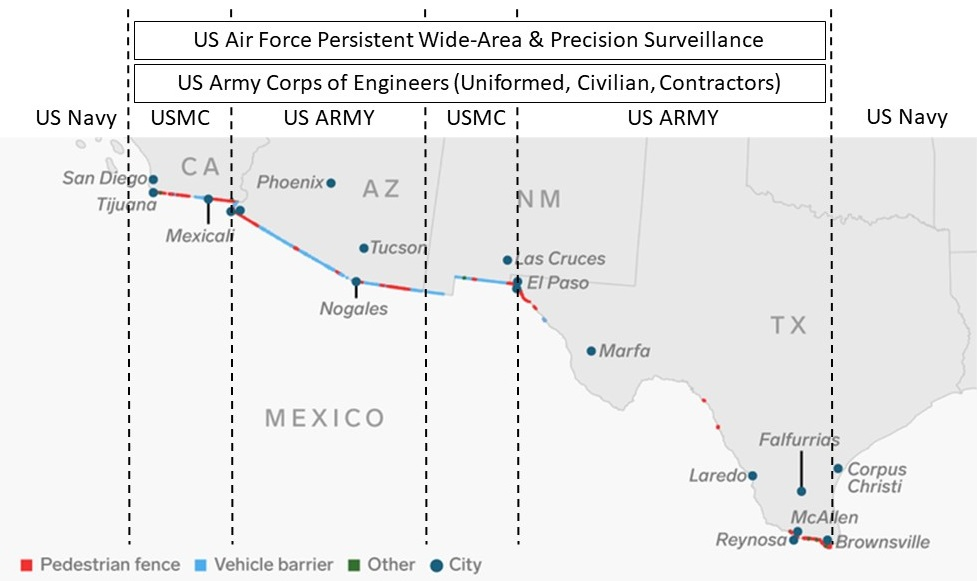 US Air Force Persistent Wide-Area & Precision Surveillance
US Army Corps of Engineers (Uniformed, Civilian, Contractors)
US Navy
USMC
US ARMY
USMC
US ARMY
US Navy
CA
San Diego
Tijuana
Mexicali
Phoenix
AZ
Tucson
Nogales
NM
Las Cruces
El Paso
TX
Marfa
MEXICO
Falfurrias
Laredo
Corpus
Christi
McAllen
Reynosa
Brownsville
Pedestrian fence
Vehicle barrier
Other
City